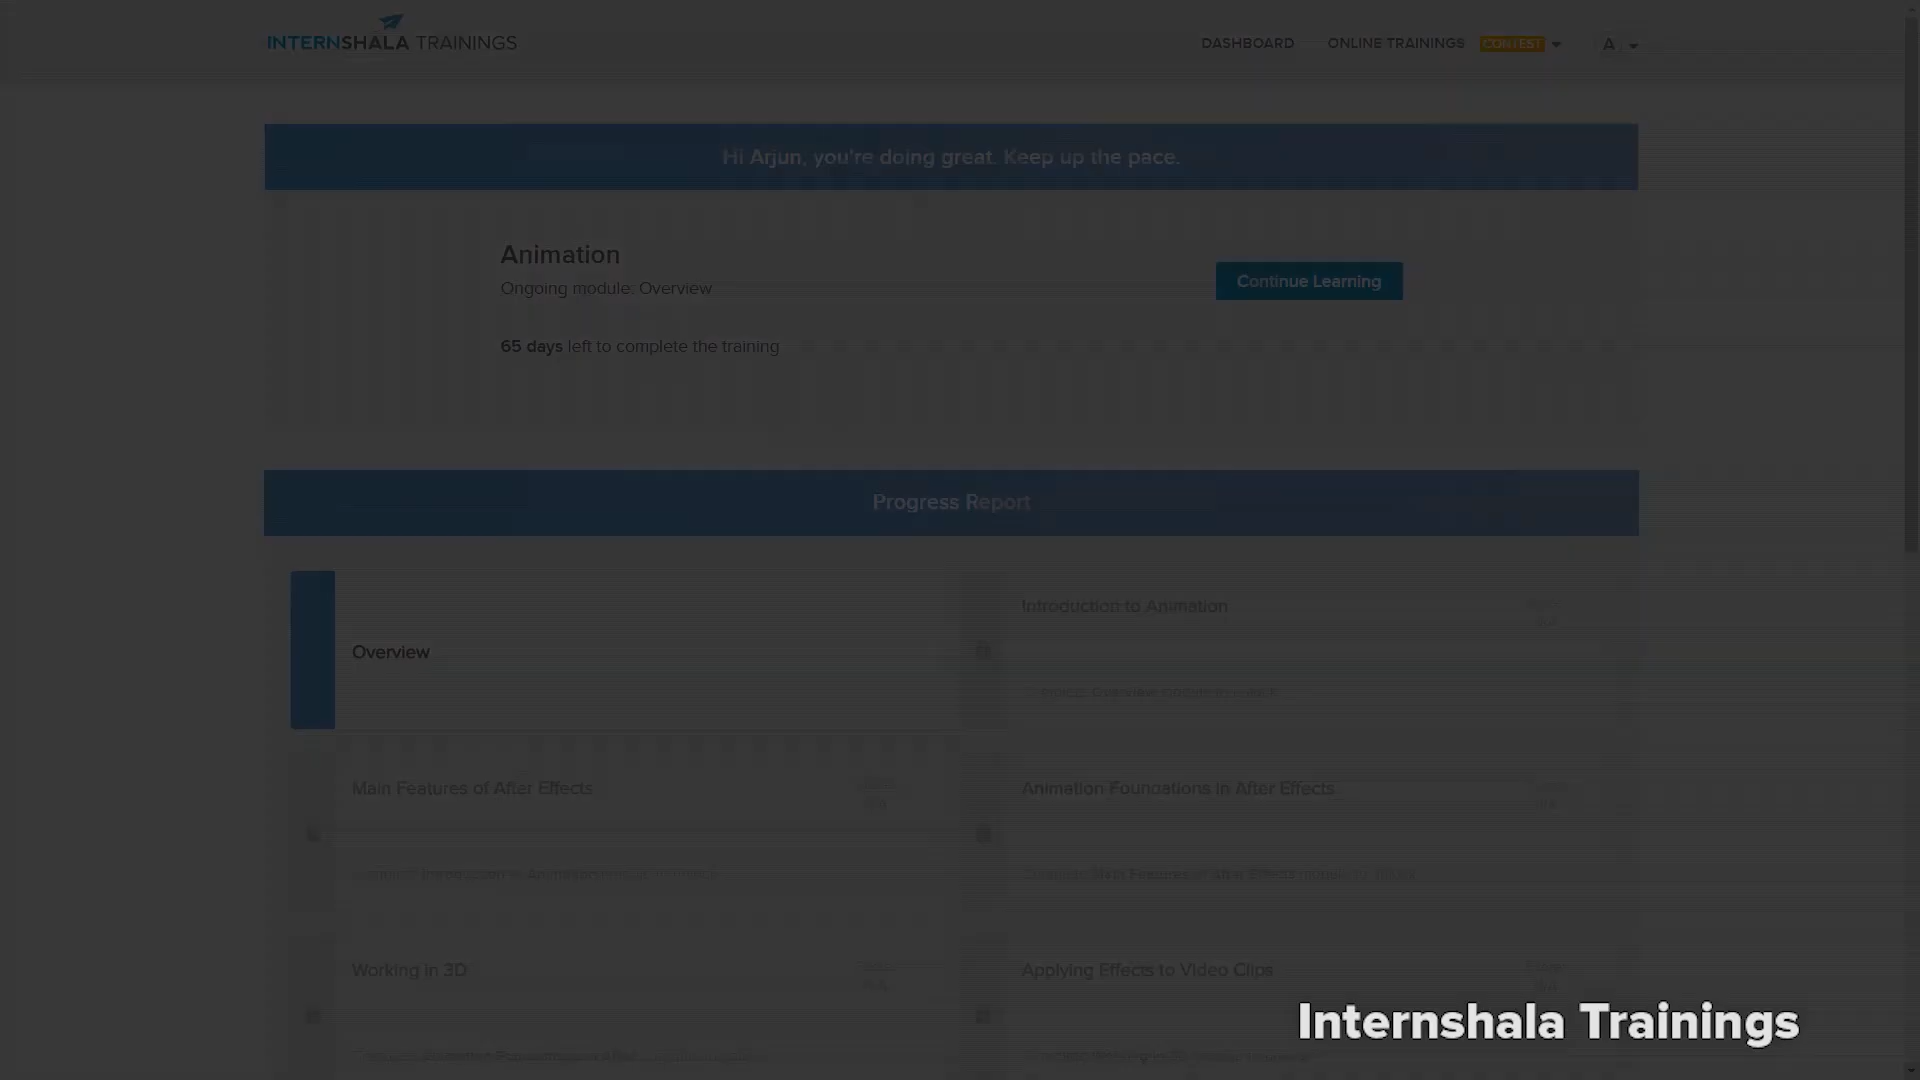 INTERNSHALA TRAININGS
DASHBOARD
ONLINE TRAININGS
CONTEST
A
Hi Arjun, you're doing great. Keep up the pace.
Animation
Ongoing module: Overview
Continue Learning
65 days left to complete the training
Progress Report
Overview
Introduction to Animation
Main Features of After Effects
Animation Foundations in After Effects
Working in 3D
Applying Effects to Video Clips
Internshala Trainings